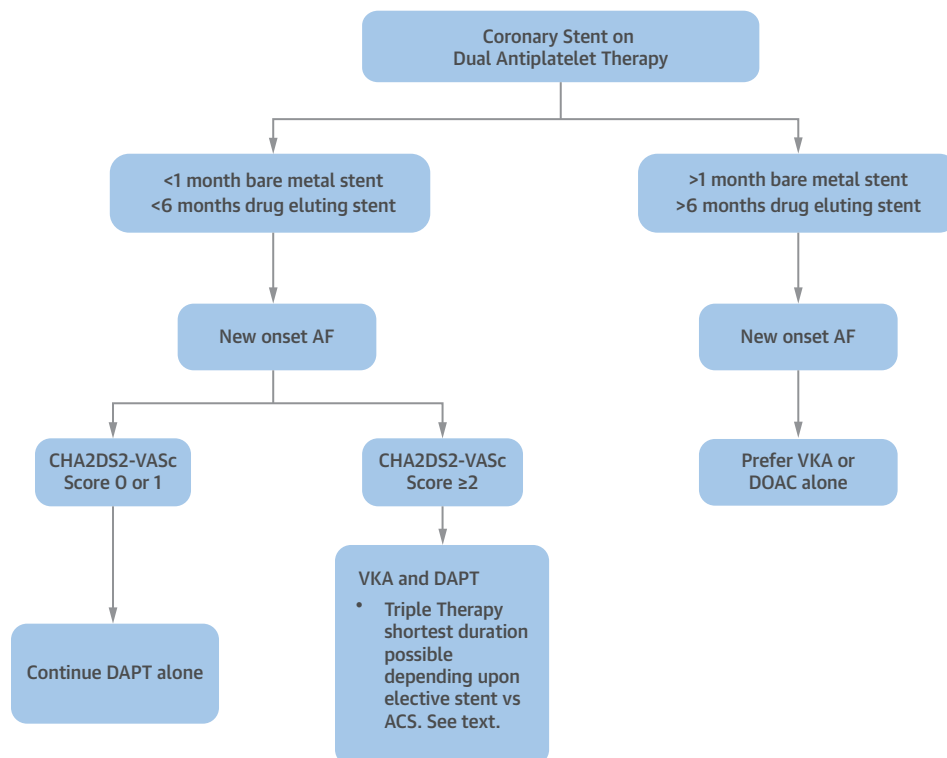 Coronary Stent on
Dual Antiplatelet Therapy
<1 month bare metal stent
<6 months drug eluting stent
>1 month bare metal stent
>6 months drug eluting stent
New onset AF
New onset AF
CHA2DS2-VASc
Score 0 or 1
CHA2DS2-VASc
Score ≥2
Prefer VKA or
DOAC alone
Continue DAPT alone
VKA and DAPT
• Triple Therapy
shortest duration
possible
depending upon
elective stent vs
ACS. See text.